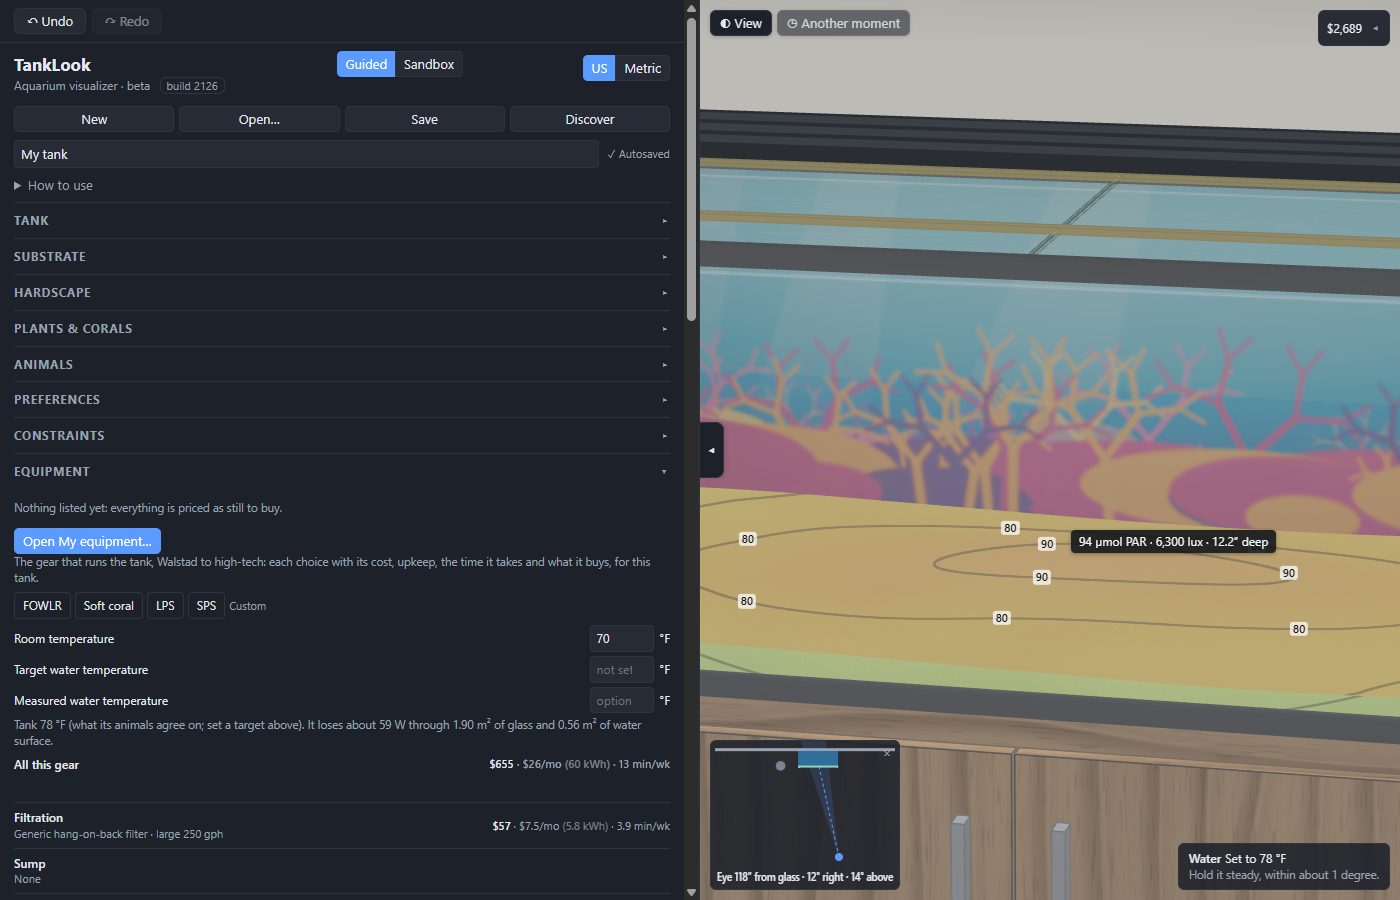 ↶ Undo
↷ Redo
TankLook
Aquarium visualizer · beta
build 2126
Guided
Sandbox
US
Metric
New
Open...
Save
Discover
My tank
✓ Autosaved
▶ How to use
TANK
SUBSTRATE
HARDSCAPE
PLANTS & CORALS
ANIMALS
PREFERENCES
CONSTRAINTS
EQUIPMENT
Nothing listed yet: everything is priced as still to buy.
Open My equipment...
The gear that runs the tank, Walstad to high-tech: each choice with its cost, upkeep, the time it takes and what it buys, for this
tank.
FOWLR
Soft coral
LPS
SPS
Custom
Room temperature
70
°F
Target water temperature
not set
°F
Measured water temperature
option
°F
Tank 78 °F (what its animals agree on; set a target above). It loses about 59 W through 1.90 m² of glass and 0.56 m² of water
surface.
All this gear
$655 · $26/mo (60 kWh) · 13 min/wk
Filtration
Generic hang-on-back filter · large 250 gph
$57 · $7.5/mo (5.8 kWh) · 3.9 min/wk
Sump
None
View
Another moment
$2,689
80
80
90
94 µmol PAR · 6,300 lux · 12.2″ deep
90
90
80
80
80
Eye 118″ from glass · 12° right · 14° above
Water Set to 78 °F
Hold it steady, within about 1 degree.